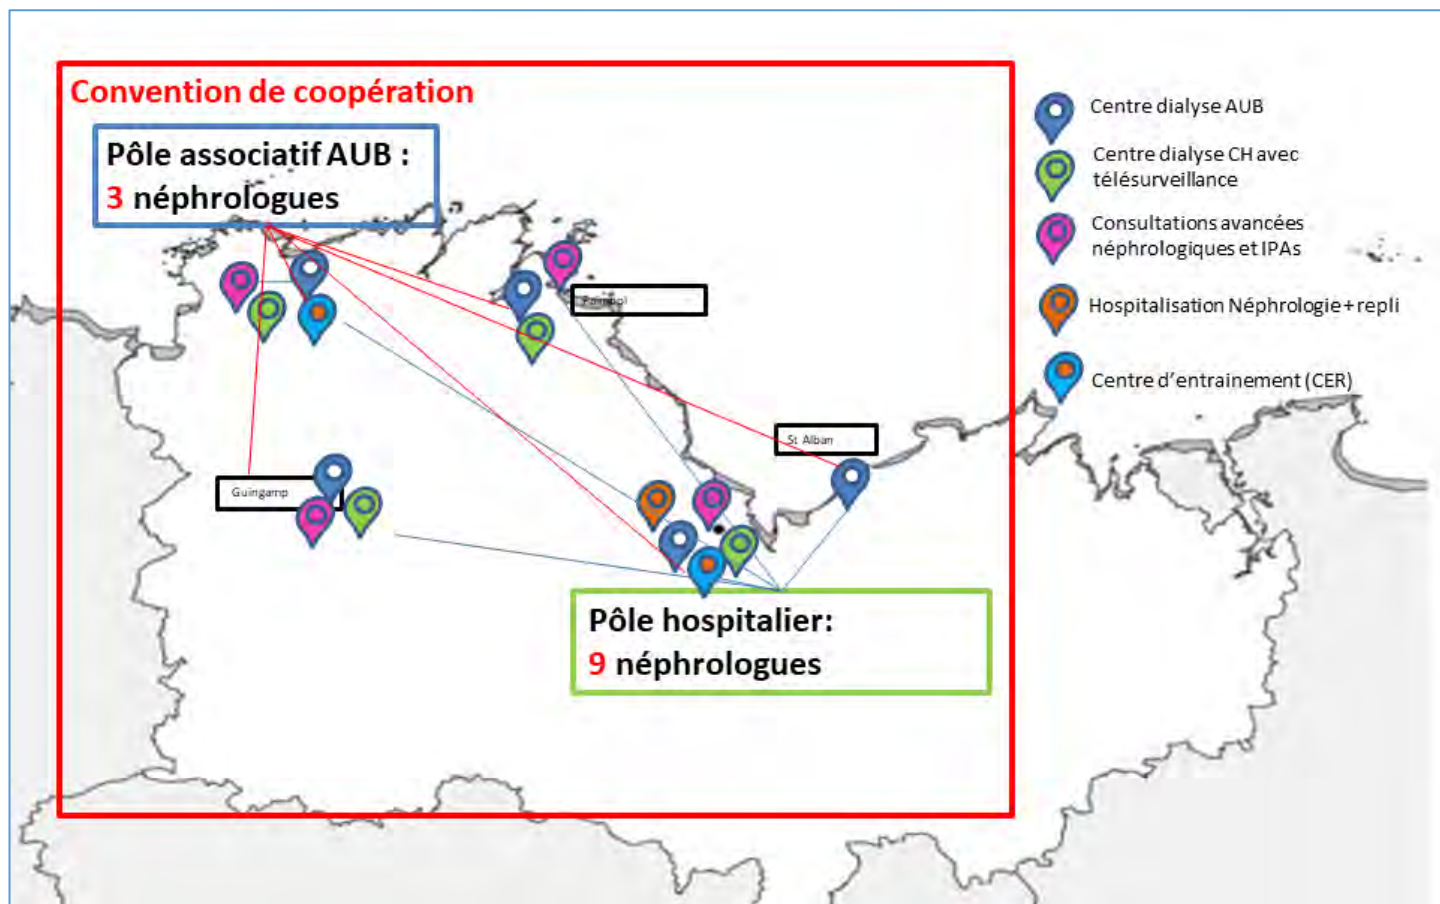 Convention de coopération
Pôle associatif AUB :
3 néphrologues
Centre dialyse AUB
Centre dialyse CH avec
télésurveillance
Consultations avancées
néphrologiques et IPAs
Hospitalisation Néphrologie + repli
Centre d'entrainement (CER)
Paimpol
St Alban
Guingamp
Pôle hospitalier:
9 néphrologues